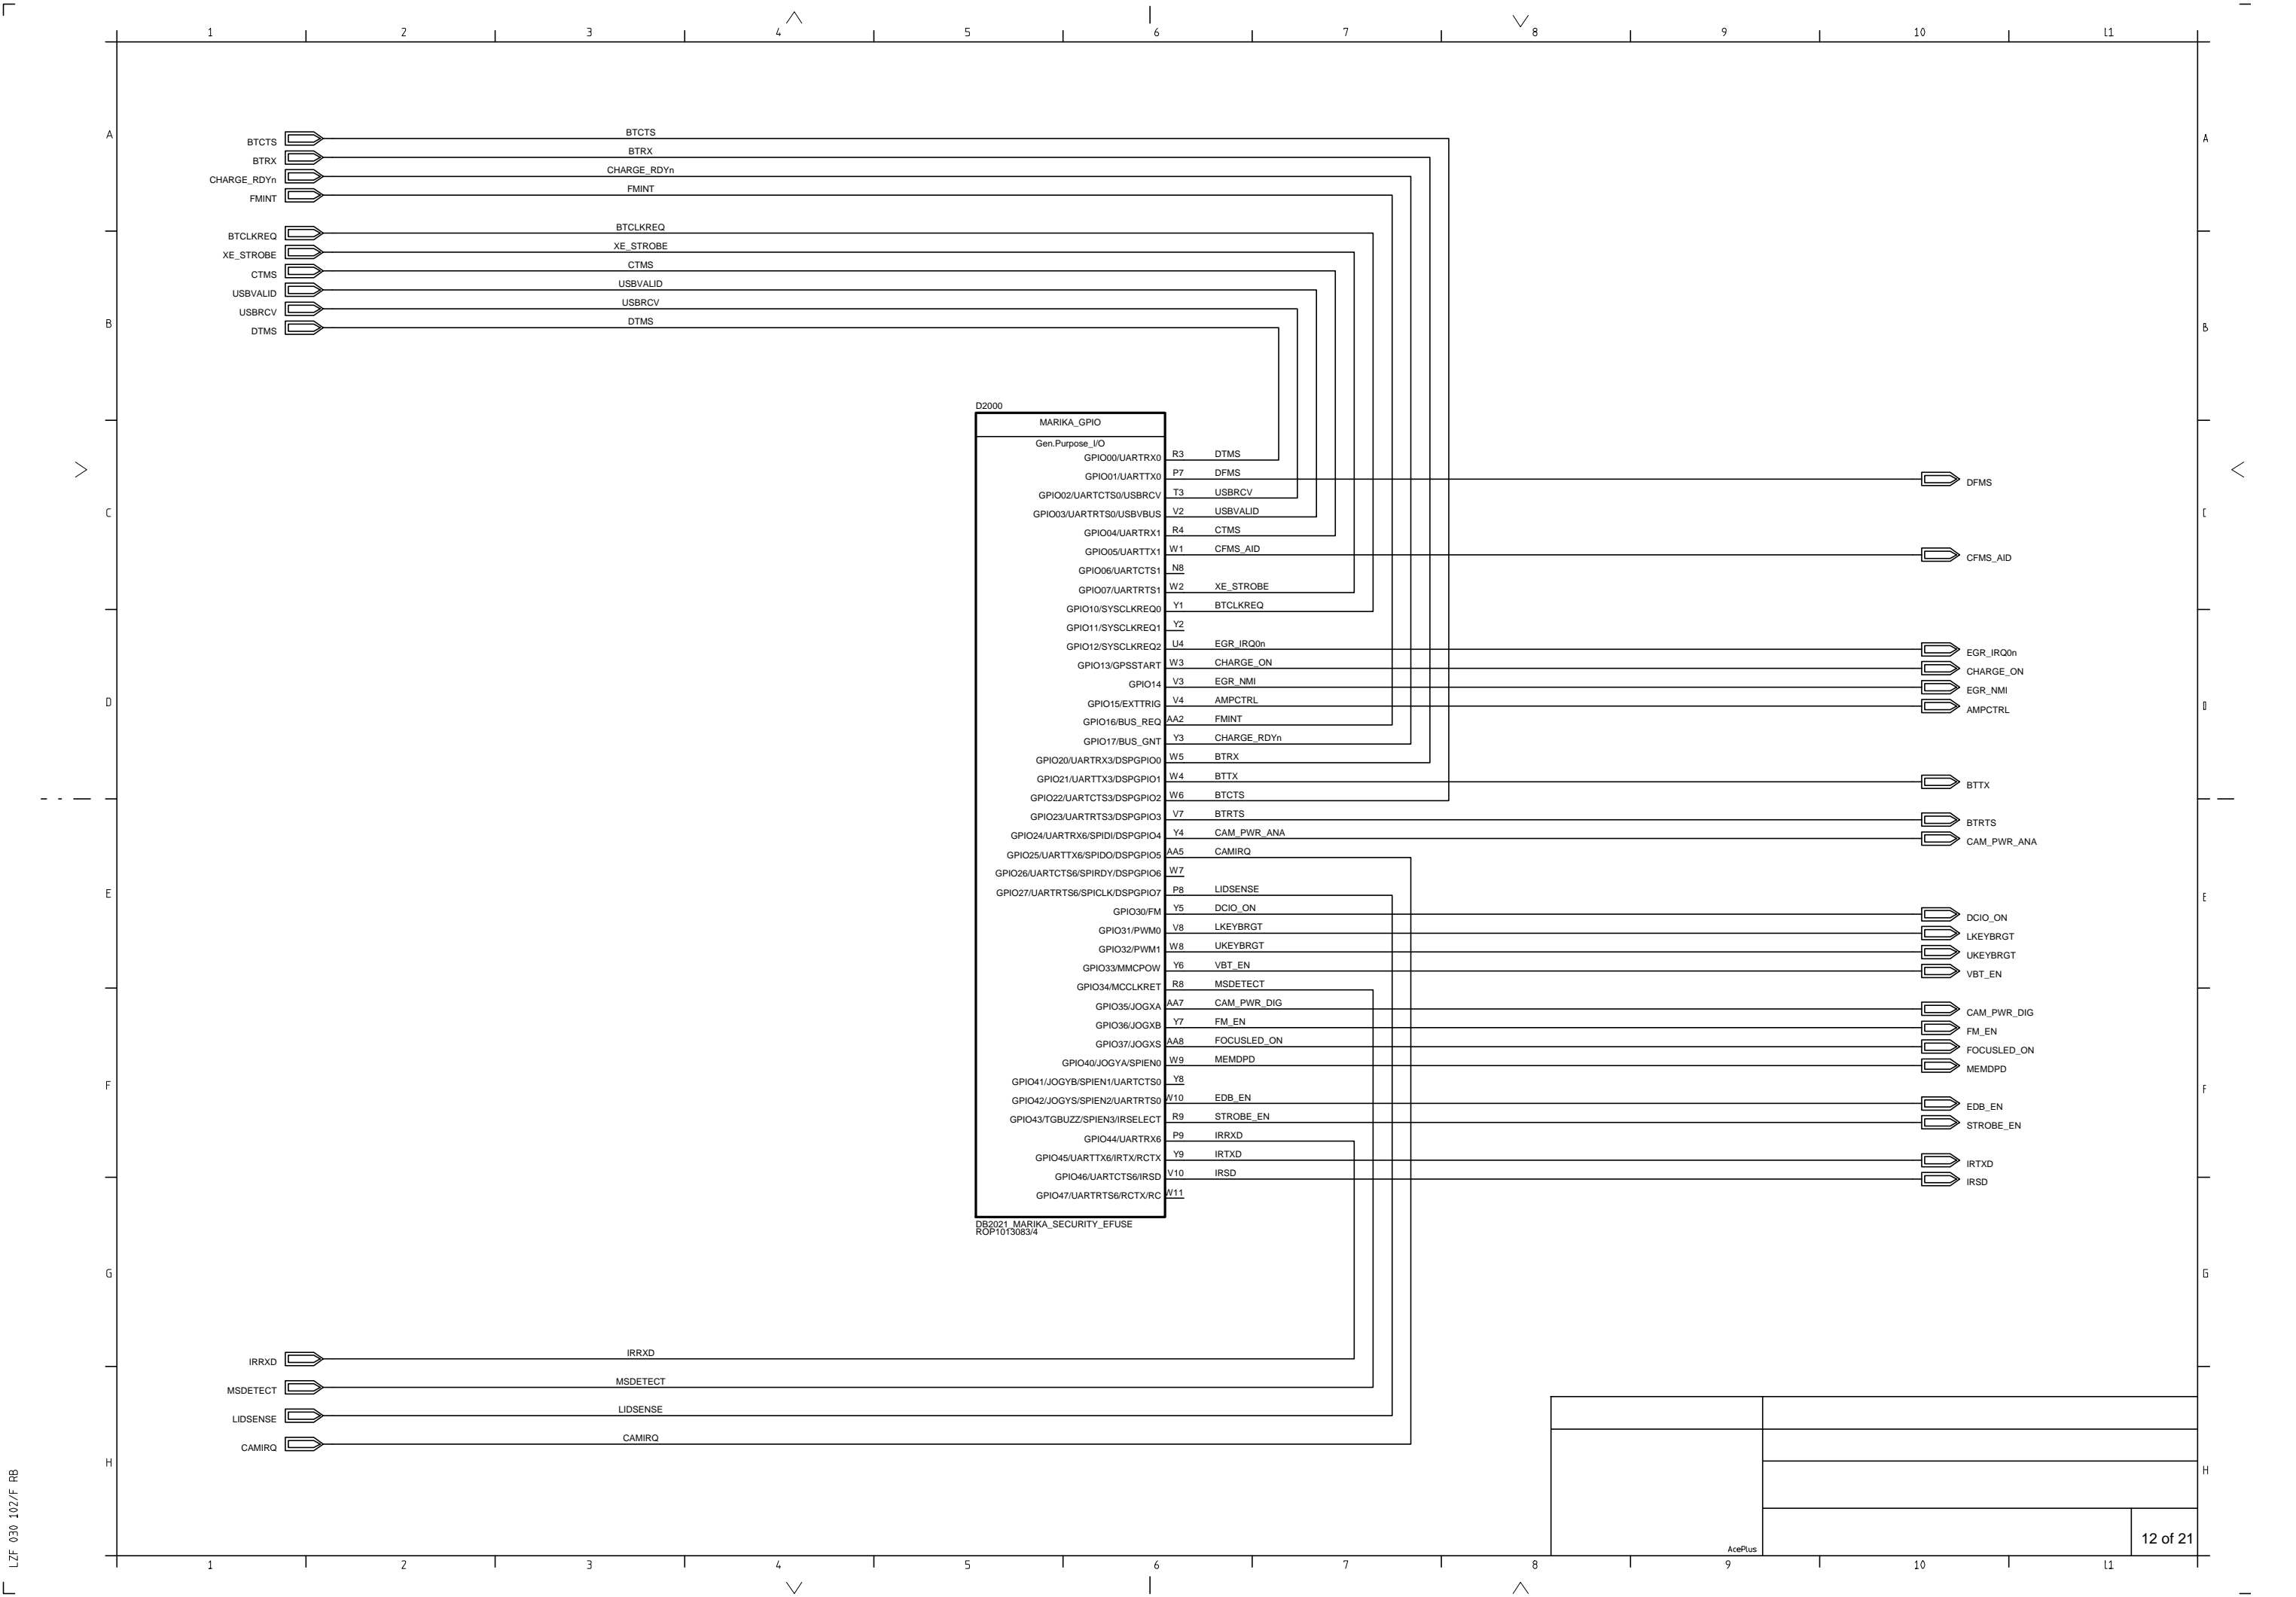 1 2 3 4 5 6 7 8 9 10 11
A A
BTCTS BTCTS
BTRX BTRX
CHARGE_RDYn CHARGE_RDYn
FMINT FMINT
BTCLKREQ BTCLKREQ
XE_STROBE XE_STROBE
CTMS CTMS
USBVALID USBVALID
USBRCV USBRCV
B B
DTMS DTMS
D2000
MARIKA_GPIO
Gen.Purpose_I/O
GPIO00/UARTRX0 R3 DTMS
GPIO01/UARTTX0 P7 DFMS DFMS
GPIO02/UARTCTS0/USBRCV T3 USBRCV
C C
GPIO03/UARTRTS0/USBVBUS V2 USBVALID
GPIO04/UARTRX1 R4 CTMS
GPIO05/UARTTX1 W1 CFMS_AID CFMS_AID
GPIO06/UARTCTS1 N8
GPIO07/UARTRTS1 W2 XE_STROBE
GPIO10/SYSCLKREQ0 Y1 BTCLKREQ
GPIO11/SYSCLKREQ1 Y2
GPIO12/SYSCLKREQ2 U4 EGR_IRQ0n EGR_IRQ0n
GPIO13/GPSSTART W3 CHARGE_ON CHARGE_ON
GPIO14 V3 EGR_NMI EGR_NMI
D D
GPIO15/EXTTRIG V4 AMPCTRL AMPCTRL
GPIO16/BUS_REQ AA2 FMINT
GPIO17/BUS_GNT Y3 CHARGE_RDYn
GPIO20/UARTRX3/DSPGPIO0 W5 BTRX
GPIO21/UARTTX3/DSPGPIO1 W4 BTTX BTTX
GPIO22/UARTCTS3/DSPGPIO2 W6 BTCTS
GPIO23/UARTRTS3/DSPGPIO3 V7 BTRTS BTRTS
GPIO24/UARTRX6/SPIDI/DSPGPIO4 Y4 CAM_PWR_ANA CAM_PWR_ANA
GPIO25/UARTTX6/SPIDO/DSPGPIO5 AA5 CAMIRQ
GPIO26/UARTCTS6/SPIRDY/DSPGPIO6 W7
E E
GPIO27/UARTRTS6/SPICLK/DSPGPIO7 P8 LIDSENSE
GPIO30/FM Y5 DCIO_ON DCIO_ON
GPIO31/PWM0 V8 LKEYBRGT LKEYBRGT
GPIO32/PWM1 W8 UKEYBRGT UKEYBRGT
GPIO33/MMCPOW Y6 VBT_EN VBT_EN
GPIO34/MCCLKRET R8 MSDETECT
GPIO35/JOGXA AA7 CAM_PWR_DIG CAM_PWR_DIG
GPIO36/JOGXB Y7 FM_EN FM_EN
GPIO37/JOGXS AA8 FOCUSLED_ON FOCUSLED_ON
GPIO40/JOGYA/SPIEN0 W9 MEMDPD MEMDPD
F F
GPIO41/JOGYB/SPIEN1/UARTCTS0 Y8
GPIO42/JOGYS/SPIEN2/UARTRTS0 W10 EDB_EN EDB_EN
GPIO43/TGBUZZ/SPIEN3/IRSELECT R9 STROBE_EN STROBE_EN
GPIO44/UARTRX6 P9 IRRXD
GPIO45/UARTTX6/IRTX/RCTX Y9 IRTXD IRTXD
GPIO46/UARTCTS6/IRSD V10 IRSD IRSD
GPIO47/UARTRTS6/RCTX/RC W11
DB2021_MARIKA_SECURITY_EFUSE
ROP1013083/4
G G
IRRXD IRRXD
MSDETECT MSDETECT
LIDSENSE LIDSENSE
CAMIRQ CAMIRQ
H H
LZF 030 102/F RB
12 of 21
AcePlus
1 2 3 4 5 6 7 8 9 10 11